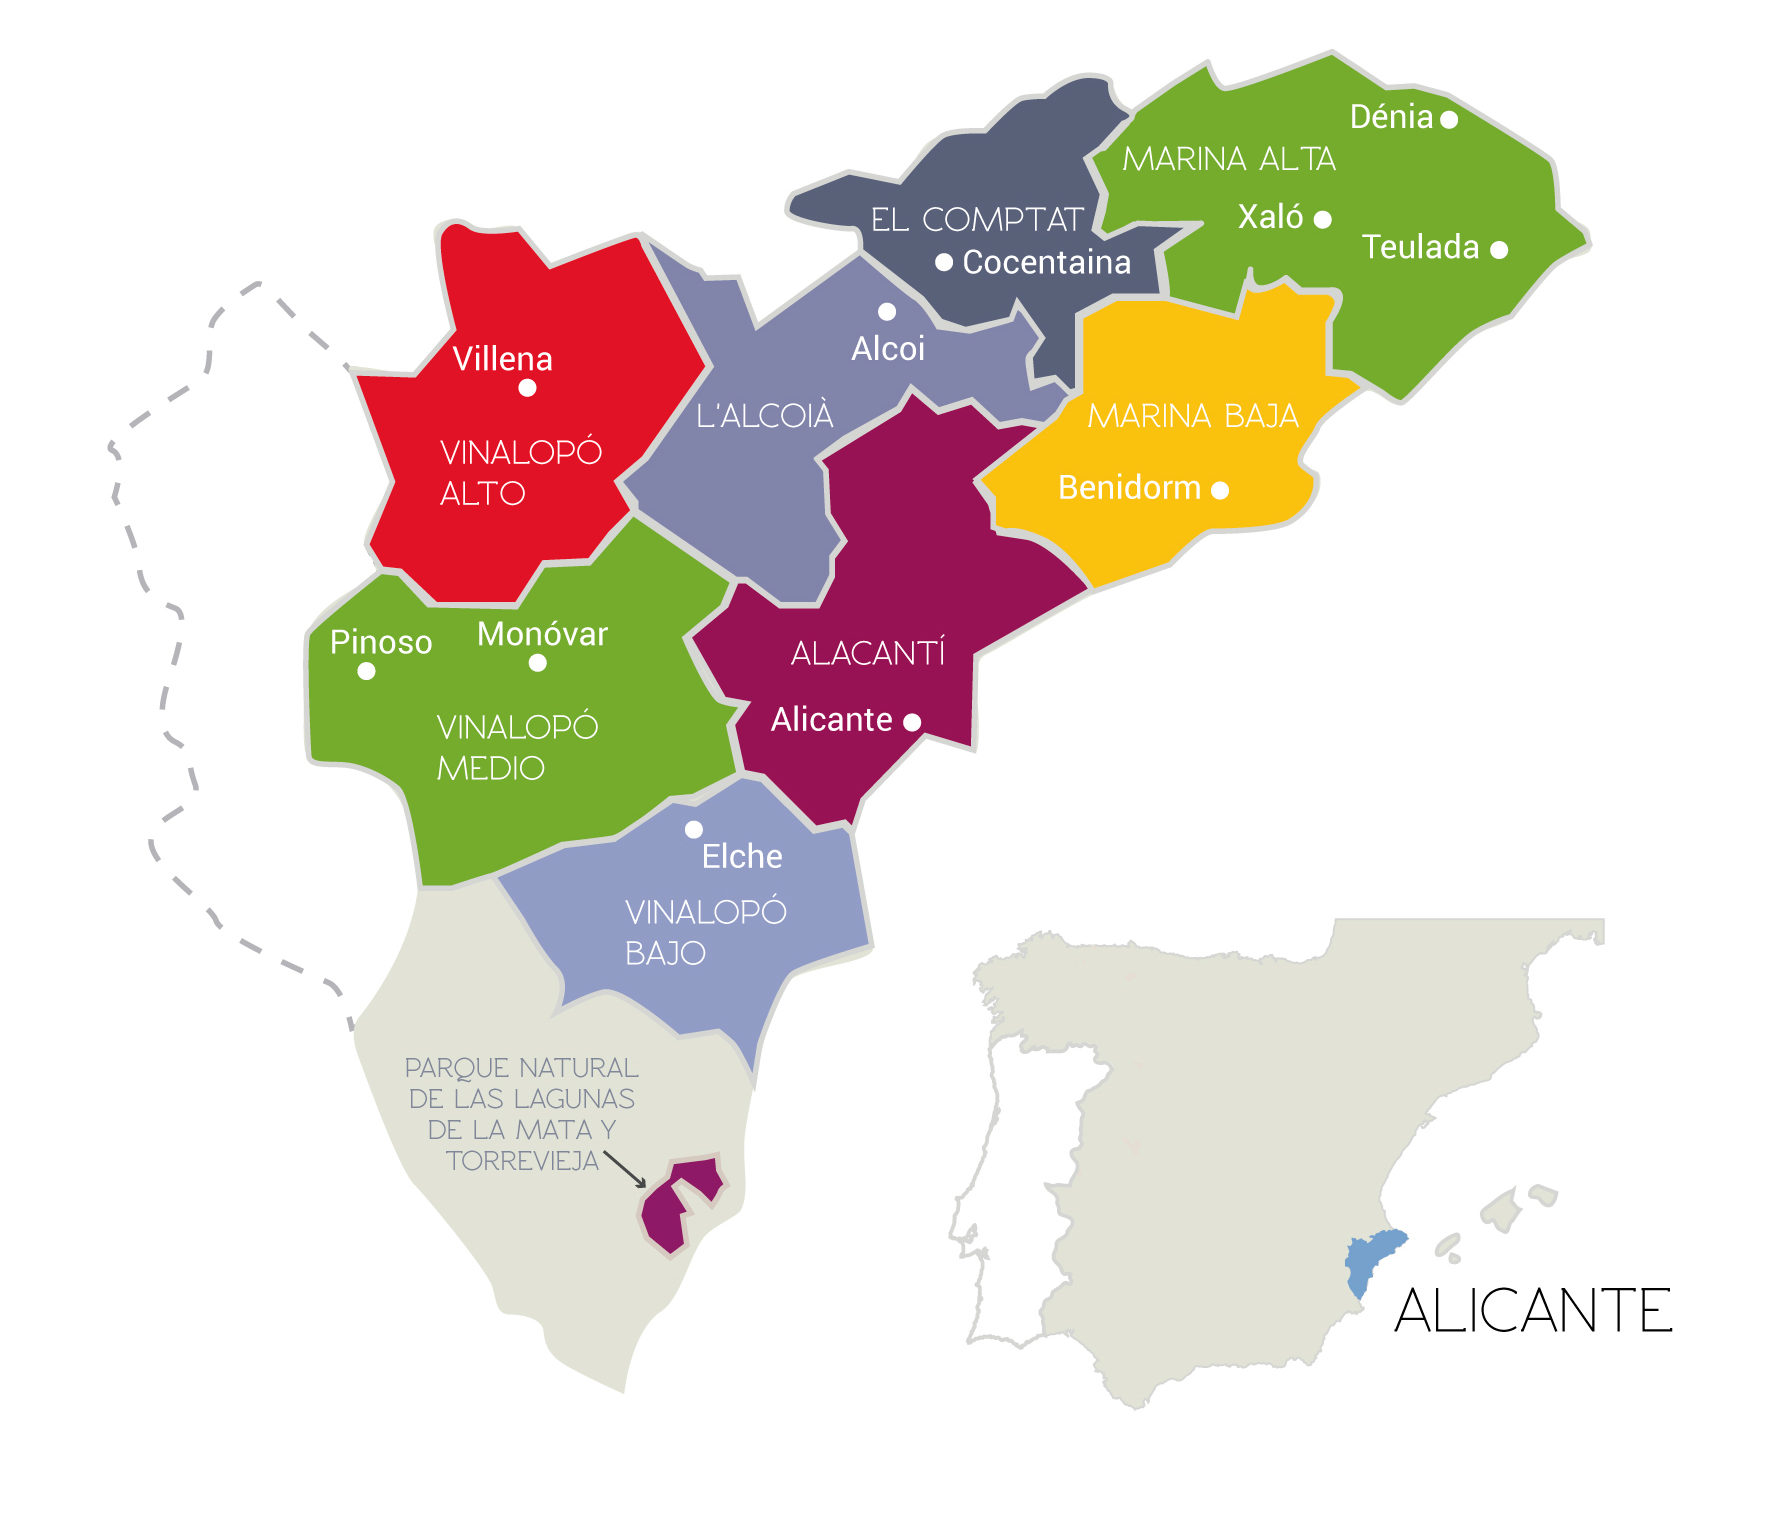 Dénia
MARINA ALTA
Xaló
Teulada
EL COMPTAT
Cocentaina
Alcoi
L'ALCOIÀ
Villena
VINALOPÓ
ALTO
MARINA BAJA
Benidorm
Pinoso
Monóvar
VINALOPÓ
MEDIO
ALACANTÍ
Alicante
Elche
VINALOPÓ
BAJO
PARQUE NATURAL
DE LAS LAGUNAS
DE LA MATA Y
TORREVIEJA
ALICANTE